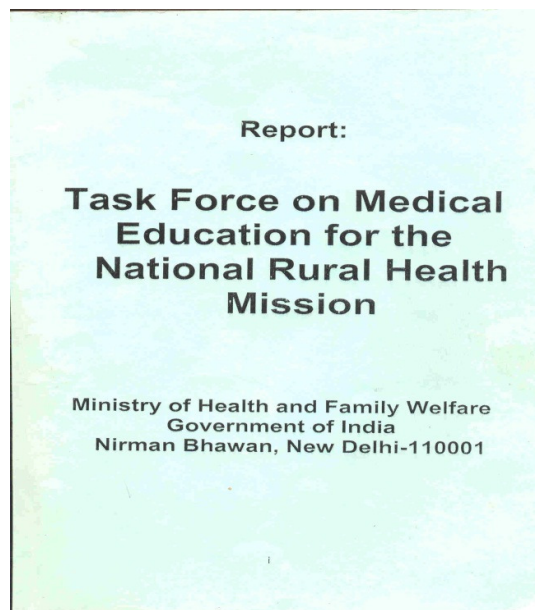 Report:
Task Force on Medical
Education for the
National Rural Health
Mission
Ministry of Health and Family Welfare
Government of India
Nirman Bhawan, New Delhi-110001
i